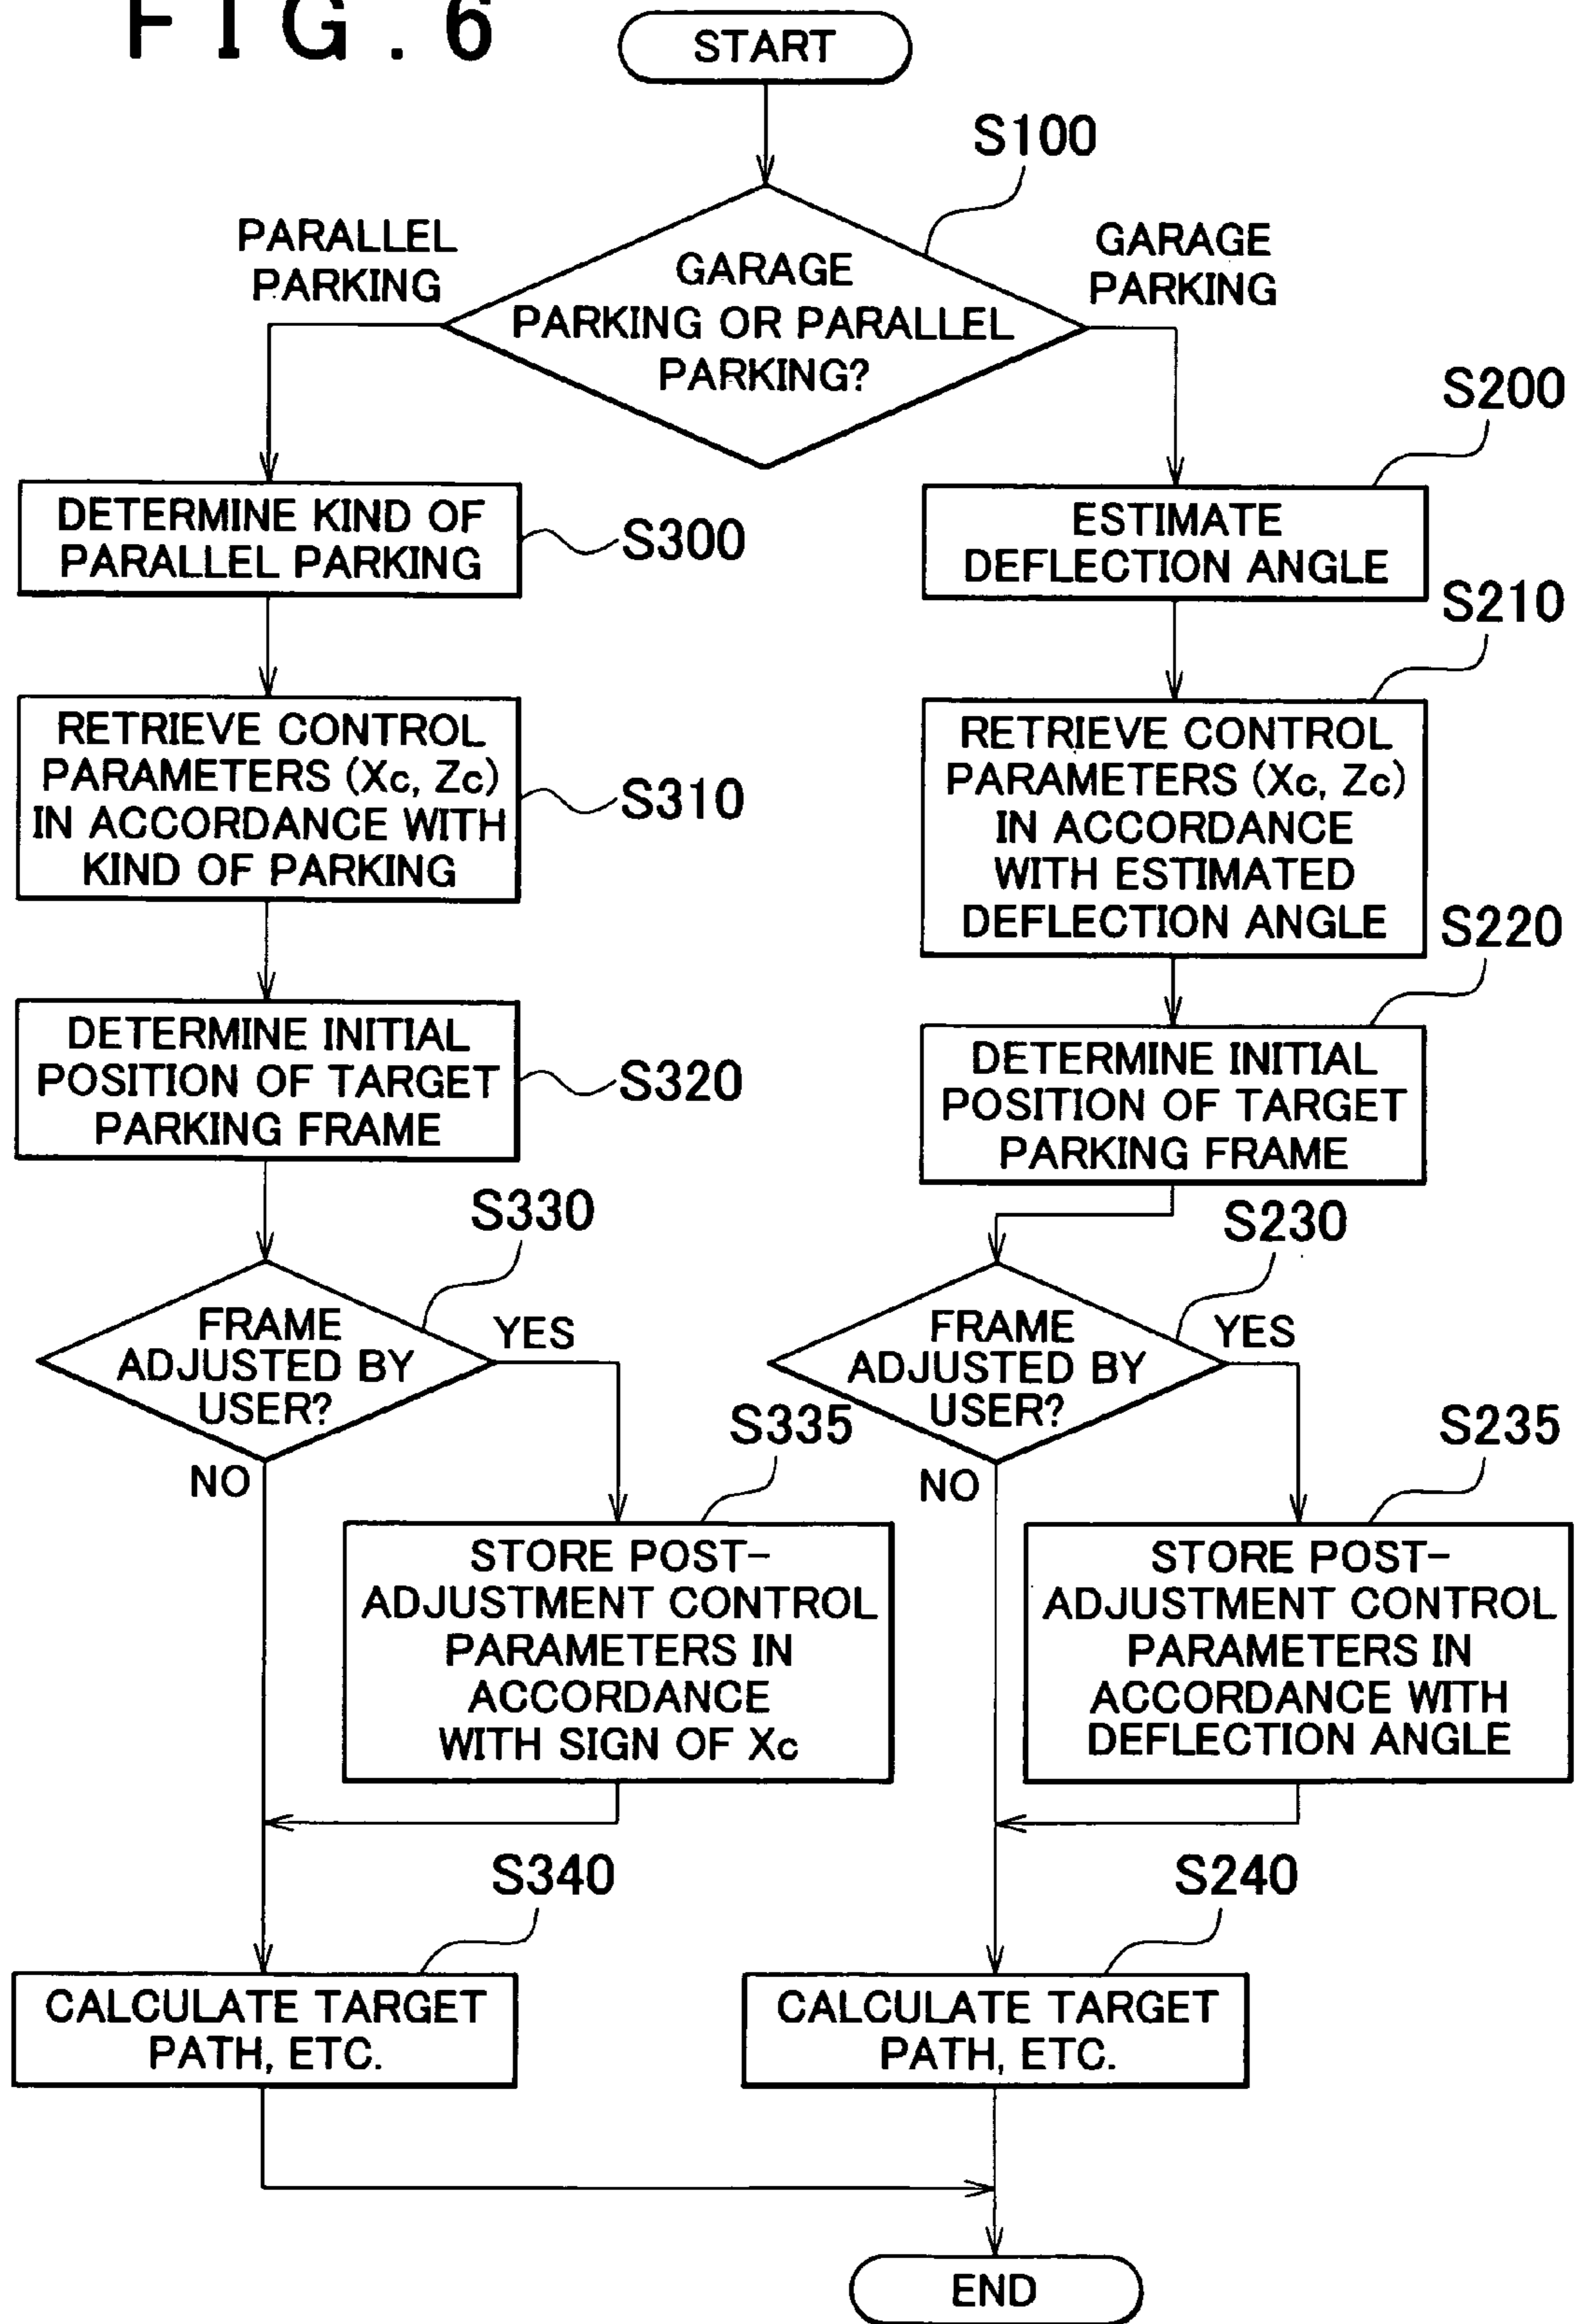 FIG.6
START
S100
PARALLEL
PARKING
GARAGE
PARKING OR PARALLEL
PARKING?
GARAGE
PARKING
S200
DETERMINE KIND OF
PARALLEL PARKING
S300
ESTIMATE
DEFLECTION ANGLE
S210
RETRIEVE CONTROL
PARAMETERS (Xc, Zc)
IN ACCORDANCE WITH
KIND OF PARKING
S310
RETRIEVE CONTROL
PARAMETERS (Xc, Zc)
IN ACCORDANCE
WITH ESTIMATED
DEFLECTION ANGLE
S220
DETERMINE INITIAL
POSITION OF TARGET
PARKING FRAME
S320
DETERMINE INITIAL
POSITION OF TARGET
PARKING FRAME
S330
S230
FRAME
ADJUSTED BY
USER?
YES
NO
FRAME
ADJUSTED BY
USER?
YES
NO
S335
S235
STORE POST-
ADJUSTMENT CONTROL
PARAMETERS IN
ACCORDANCE
WITH SIGN OF Xc
STORE POST-
ADJUSTMENT CONTROL
PARAMETERS IN
ACCORDANCE WITH
DEFLECTION ANGLE
S340
S240
CALCULATE TARGET
PATH, ETC.
CALCULATE TARGET
PATH, ETC.
END